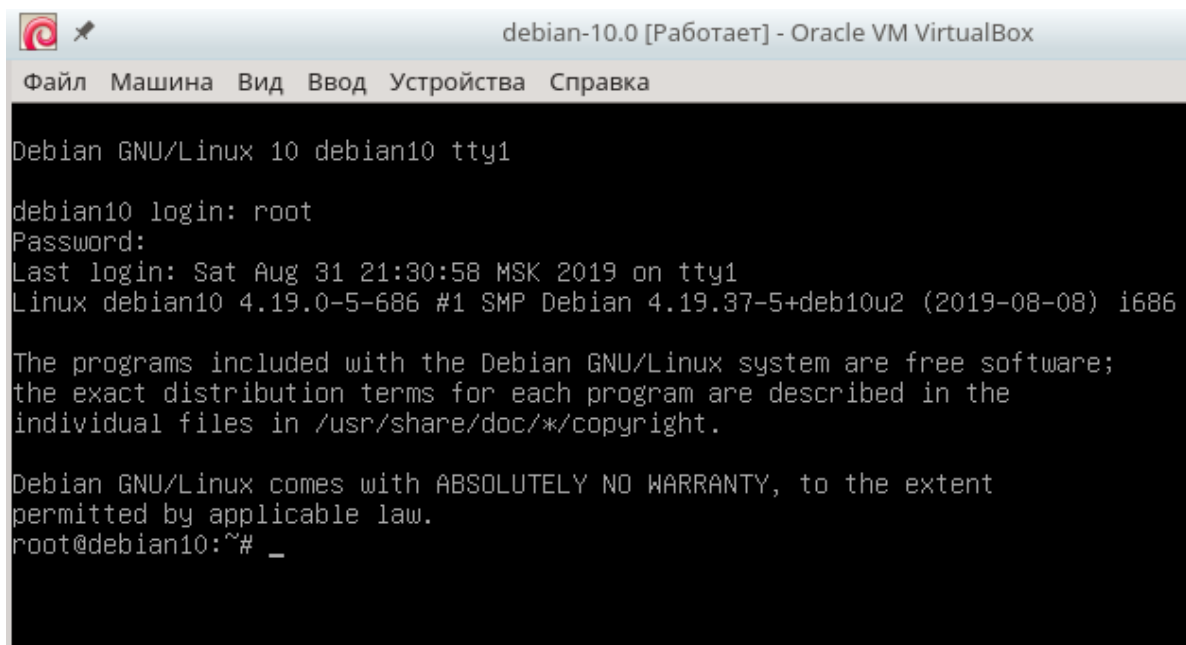 debian-10.0 [Работает] - Oracle VM VirtualBox
Файл Машина Вид Ввод Устройства Справка
Debian GNU/Linux 10 debian10 tty1
debian10 login: root
Password:
Last login: Sat Aug 31 21:30:58 MSK 2019 on tty1
Linux debian10 4.19.0-5-686 #1 SMP Debian 4.19.37-5+deb10u2 (2019-08-08) i686
The programs included with the Debian GNU/Linux system are free software;
the exact distribution terms for each program are described in the
individual files in /usr/share/doc/*/copyright.
Debian GNU/Linux comes with ABSOLUTELY NO WARRANTY, to the extent
permitted by applicable law.
root@debian10:~# _